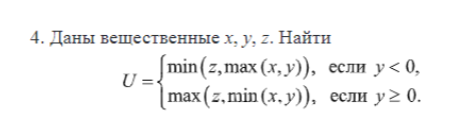 4. Даны вещественные x, y, z. Найти
U = { min(z,max(x,y)), если y < 0,
max(z,min(x,y)), если y ≥ 0.